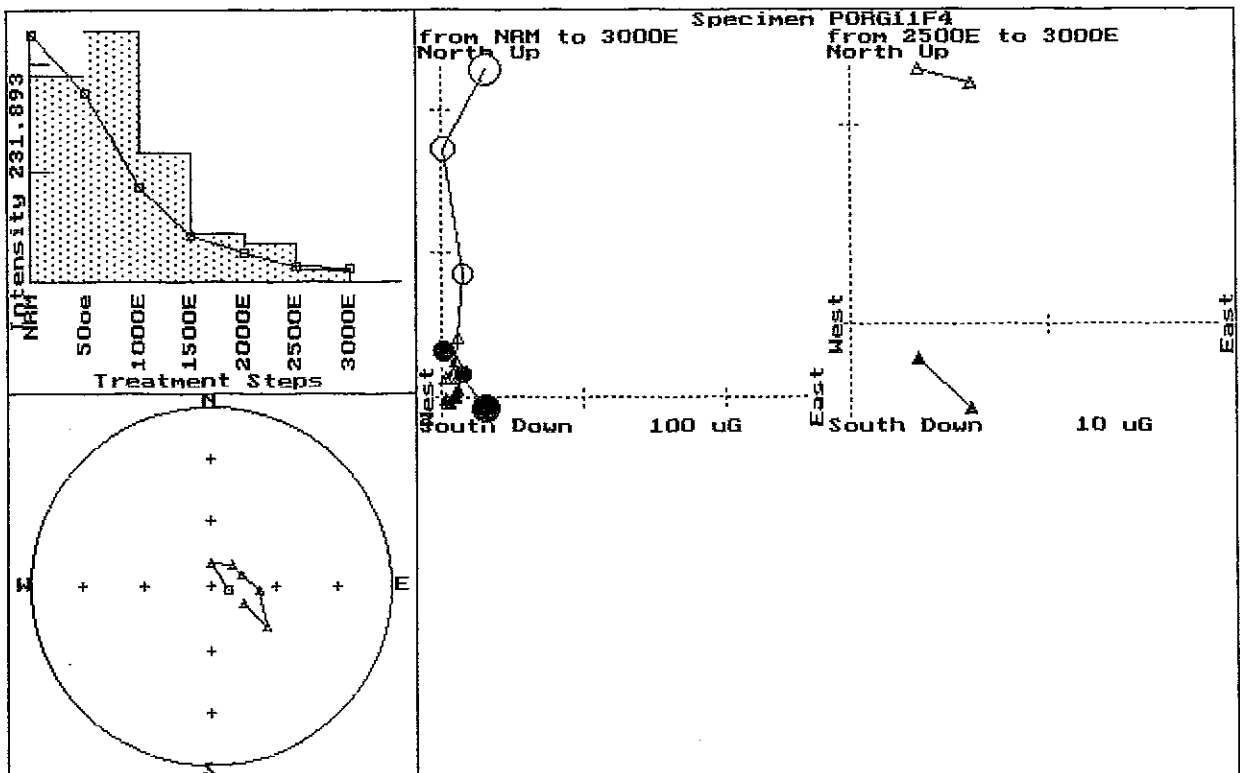 Specimen PORG11F4
from NRM to 3000E
North Up
from 2500E to 3000E
North Up
Intensity 231.893
NRM
50oe
1000E
1500E
2000E
2500E
3000E
Treatment Steps
West
East
South Down 100 uG
West
East
South Down 10 uG
N
W
E
S